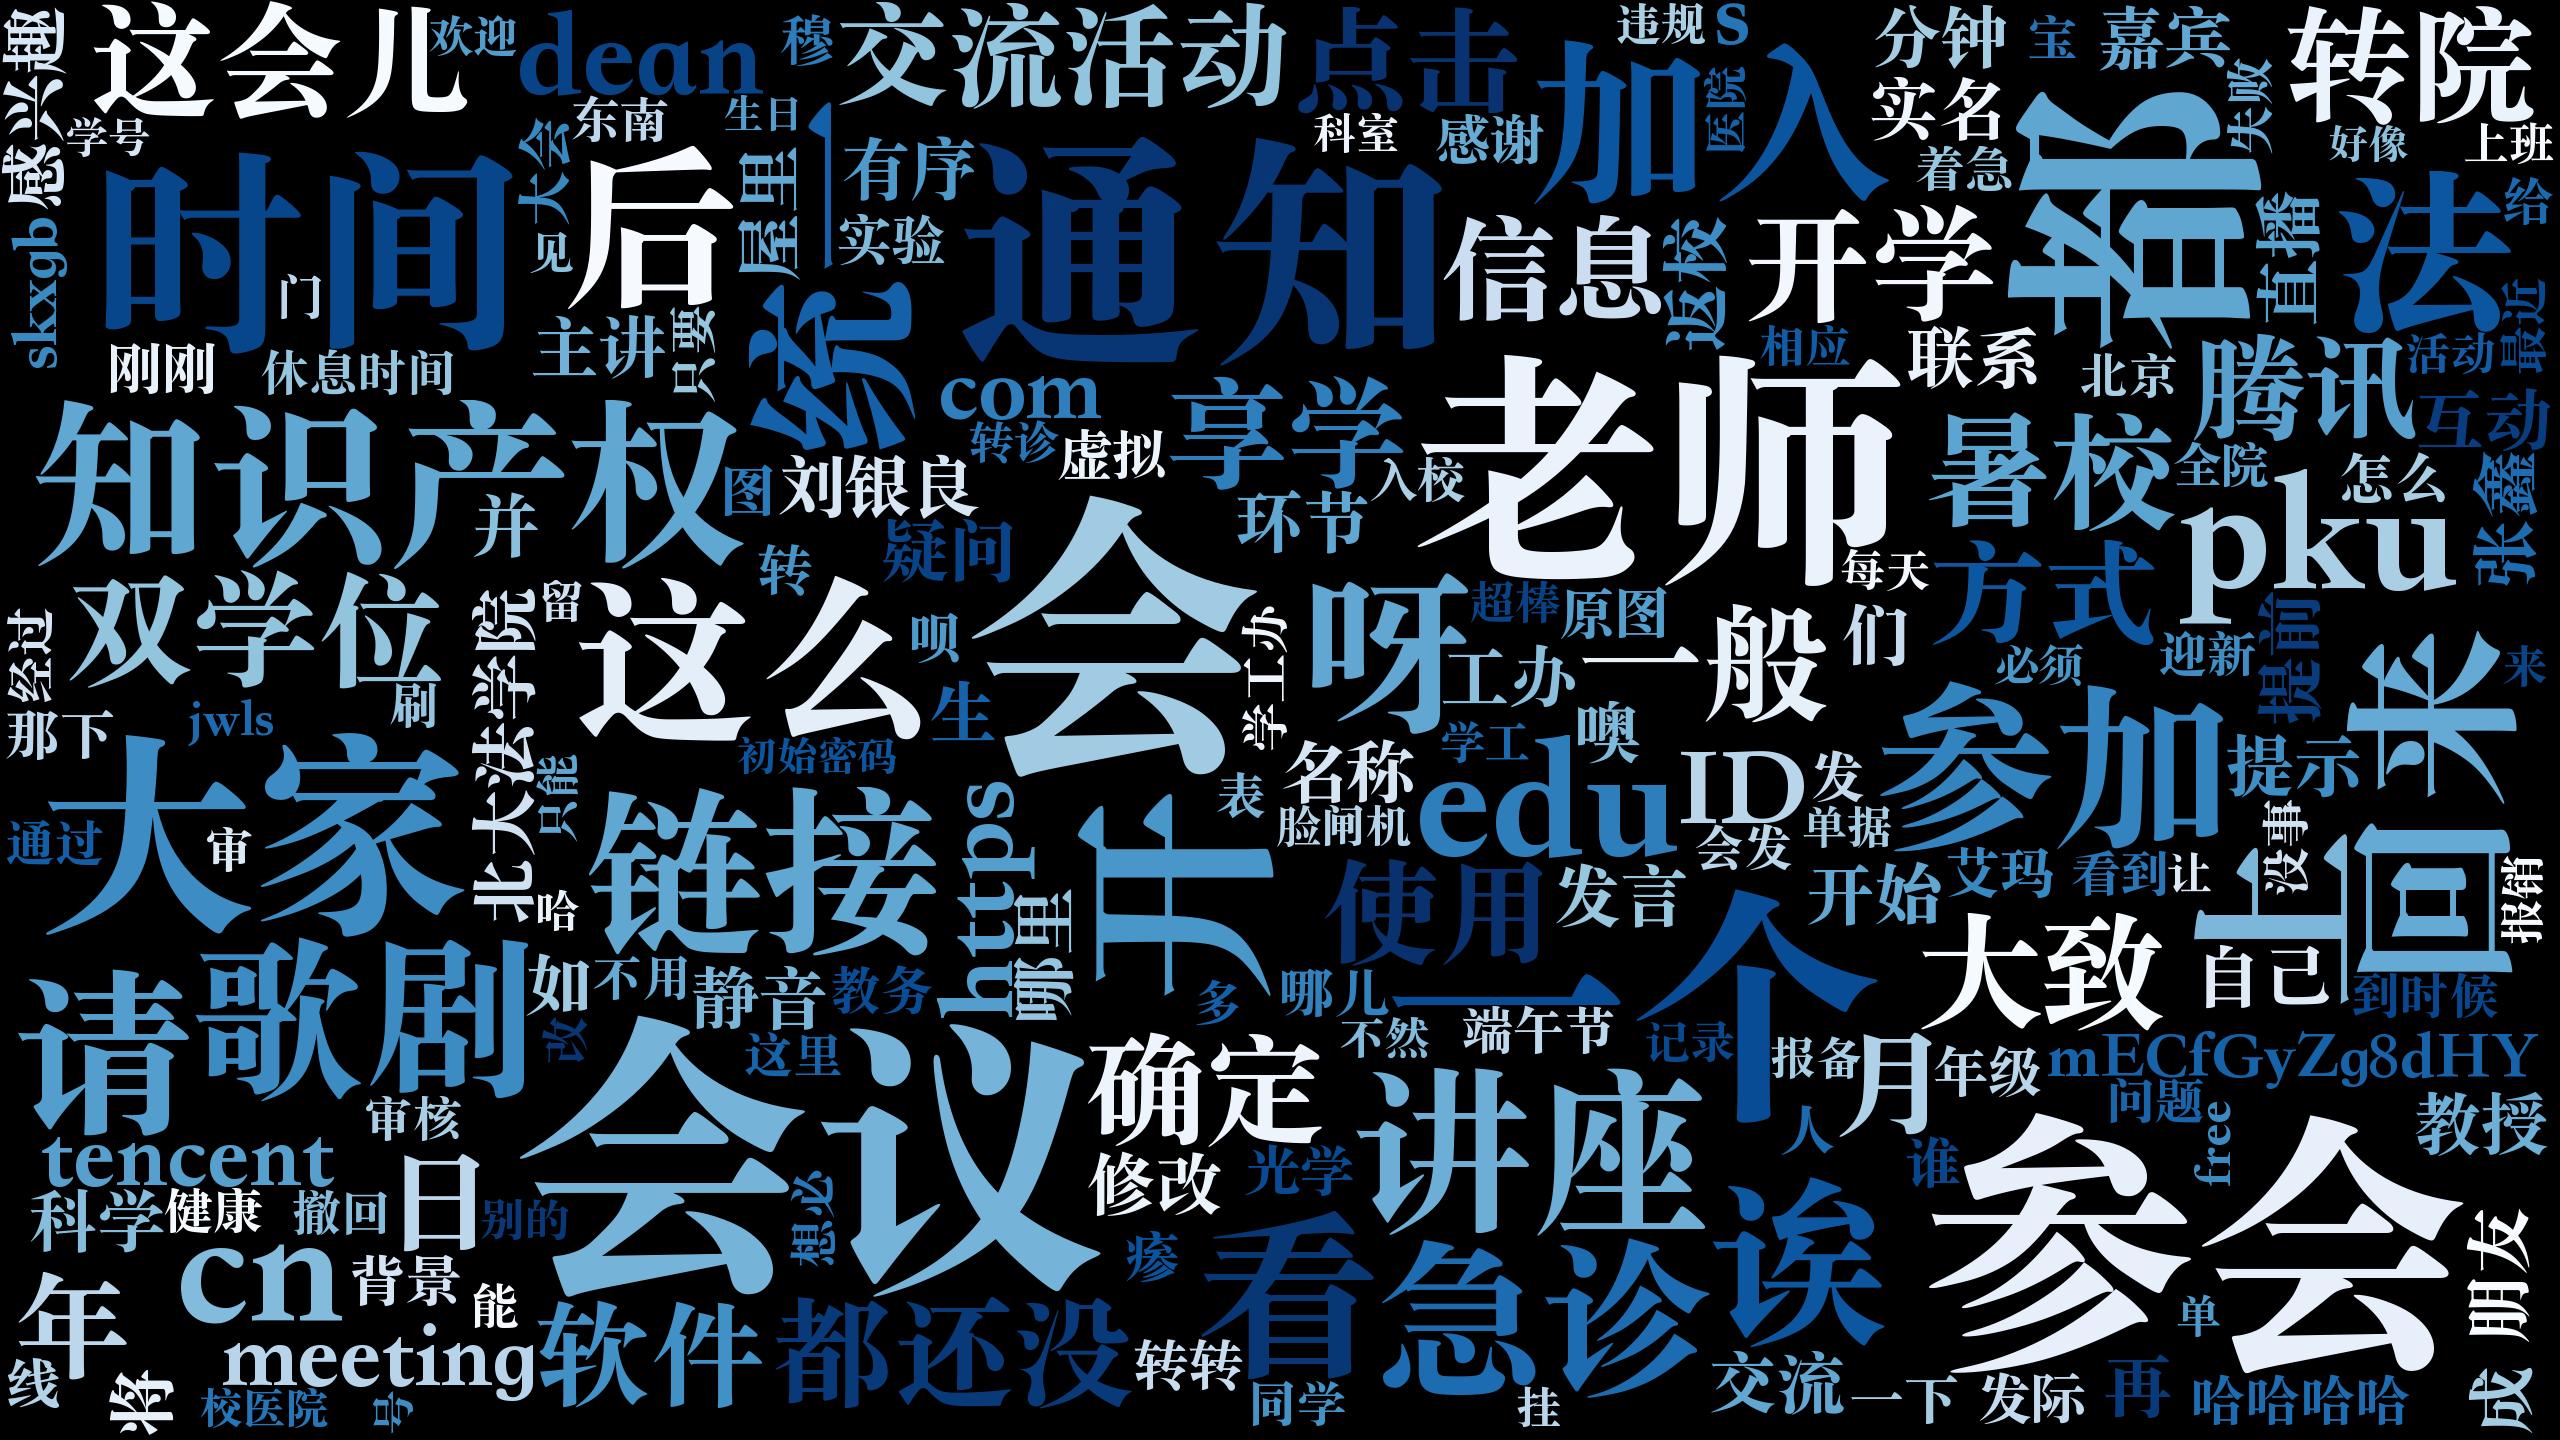 感兴趣
这会儿
欢迎
dean
穆
交流活动
点击
违规
s
分钟
宝
嘉宾
转院
学号
东南
生日
科室
感谢
加入
医院
实名
着急
都
失败
好像
上班
时间
大会
后
屋里
一
有序
通知
信息
返校
开学
直播
法
给
skxxgb
门
见
实验
统
刚刚
休息时间
主讲
只要
相应
联系
北京
腾讯
活动
最近
知识产权
com
转诊
虚拟
享学
老师
暑校
全院
互动
图
刘银良
入校
pku
怎么
张鑫
并
疑问
环节
转
每天
方式
双学位
北大法学院
留
这么
呗
会
学工办
呀
超棒
原图
一般
们
必须
迎新
提前
回来
来
经过
刷
工办
那下
jwls
生
初始密码
学工
噢
参加
提示
大家
只能
名称
edu
ID
发
通过
审
链接
https
开
表
脸闸机
会发
单据
上
没事
哈
哪里
使用
发言
开始
艾玛
看到
让
报销
请
歌剧
如
不用
静音
教务
多
哪儿
一个
大致
自己
到时候
改
会议
这里
确定
不然
端午节
记录
报备
月
年级
mECfGyZg8dHY
审核
讲座
人
问题
free
教授
tencent
日
修改
光学
谁
参会
科学
健康
撤回
别的
想必
cn
背景
瘆
看
急诊
诶
朋友
年
能
meeting
软件
都还没
转转
单
线
将
校医院
号
同学
挂
交流
一下
发际
再
哈哈哈哈
成